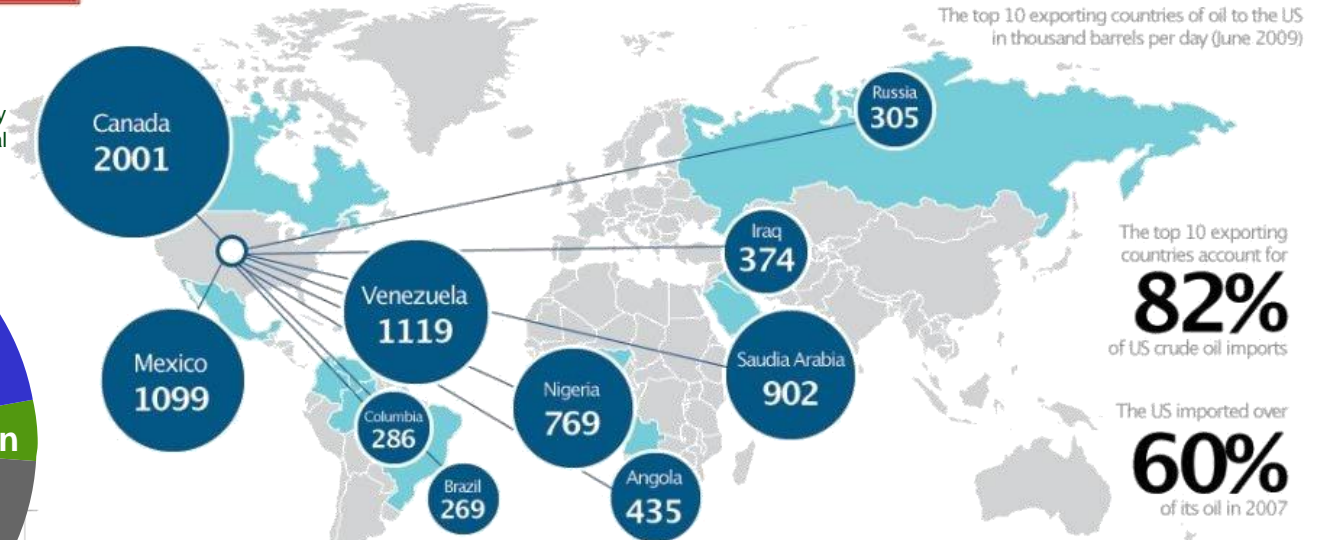 The top 10 exporting countries of oil to the US
in thousand barrels per day (June 2009)
Canada
2001
Russia
305
Iraq
374
Venezuela
1119
Mexico
1099
Saudia Arabia
902
Nigeria
769
Columbia
286
Angola
435
Brazil
269
The top 10 exporting
countries account for
82%
of US crude oil imports
The US imported over
60%
of its oil in 2007
y
al
n